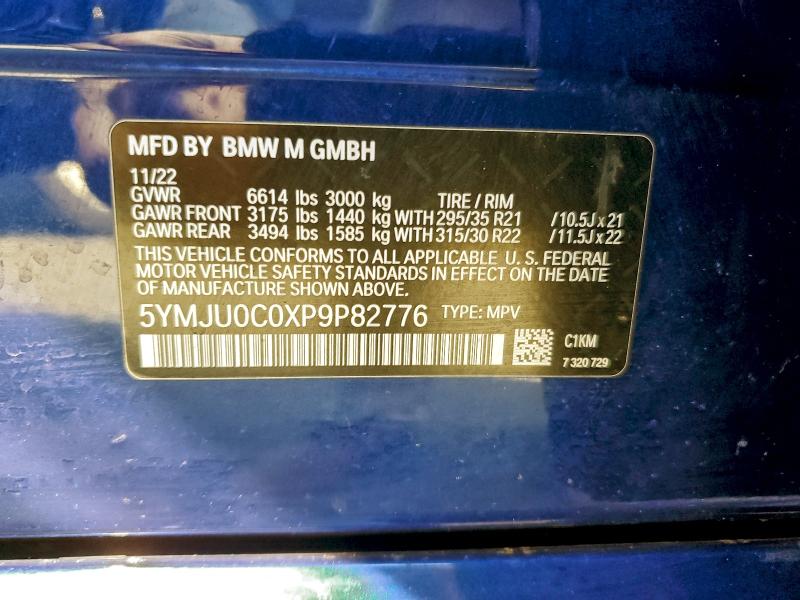 MFD BY BMW M GMBH
11/22
GVWR 6614 lbs 3000 kg TIRE / RIM
GAWR FRONT 3175 lbs 1440 kg WITH 295/35 R21 /10.5J x 21
GAWR REAR 3494 lbs 1585 kg WITH 315/30 R22 /11.5J x 22
THIS VEHICLE CONFORMS TO ALL APPLICABLE U. S. FEDERAL
MOTOR VEHICLE SAFETY STANDARDS IN EFFECT ON THE DATE
OF MANUFACTURE SHOWN ABOVE.
5YMJU0C0XP9P82776 TYPE: MPV
C1KM
7 320 729